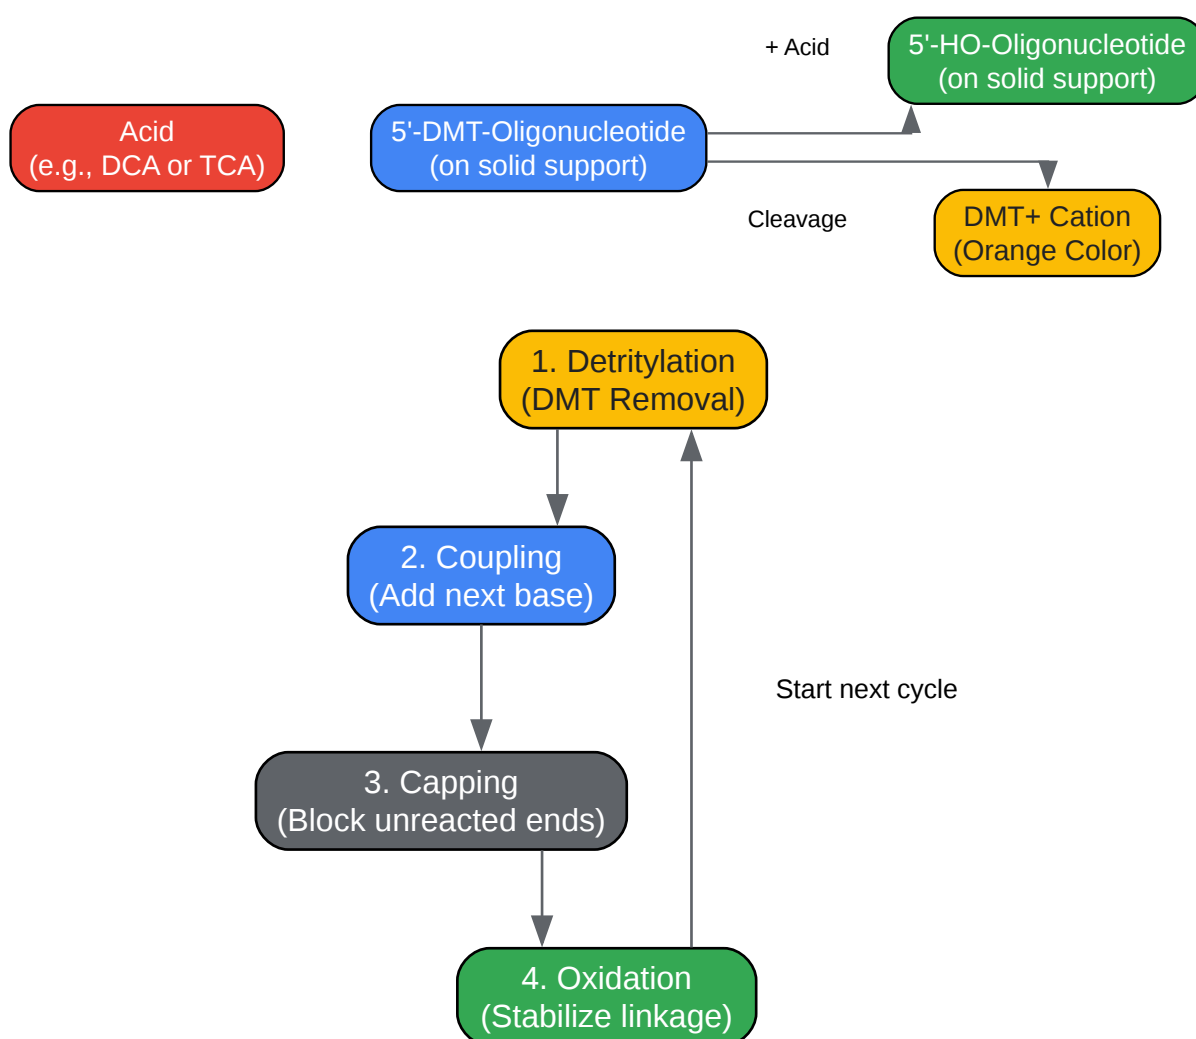 + Acid
5'-HO-Oligonucleotide
(on solid support)
Acid
(e.g., DCA or TCA)
5'-DMT-Oligonucleotide
(on solid support)
Cleavage
DMT+ Cation
(Orange Color)
1. Detritylation
(DMT Removal)
2. Coupling
(Add next base)
Start next cycle
3. Capping
(Block unreacted ends)
4. Oxidation
(Stabilize linkage)